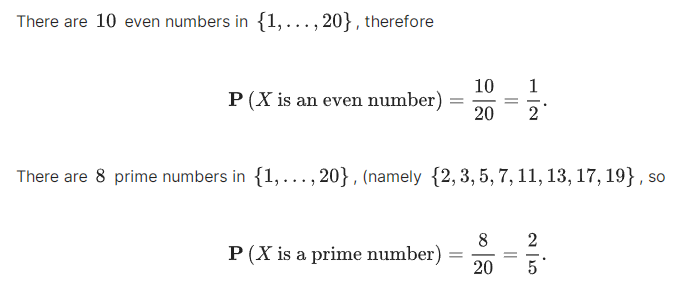 There are 10 even numbers in {1, . . . , 20} , therefore
P (X is an even number) = 10/20 = 1/2.
There are 8 prime numbers in {1, . . . , 20} , (namely {2, 3, 5, 7, 11, 13, 17, 19} , so
P (X is a prime number) = 8/20 = 2/5.